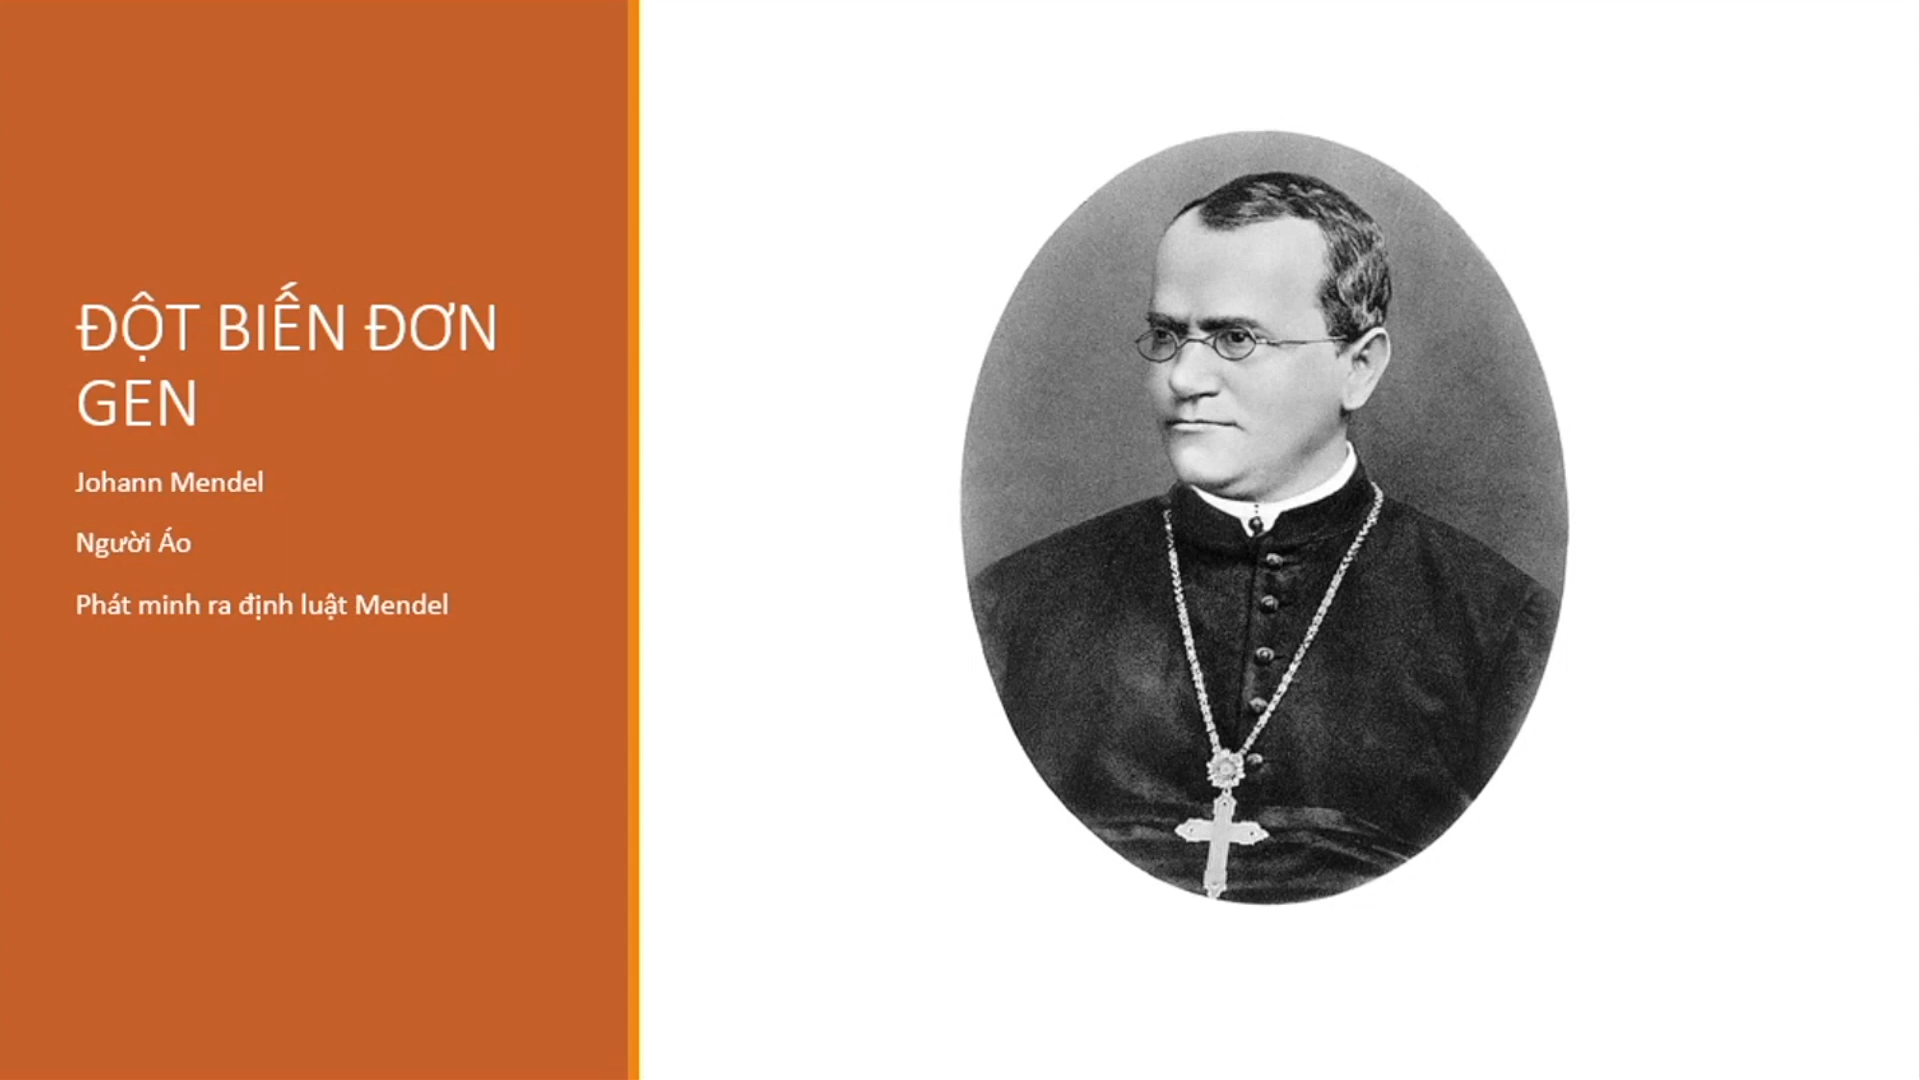 ĐỘT BIẾN ĐƠN
GEN
Johann Mendel
Người Áo
Phát minh ra định luật Mendel